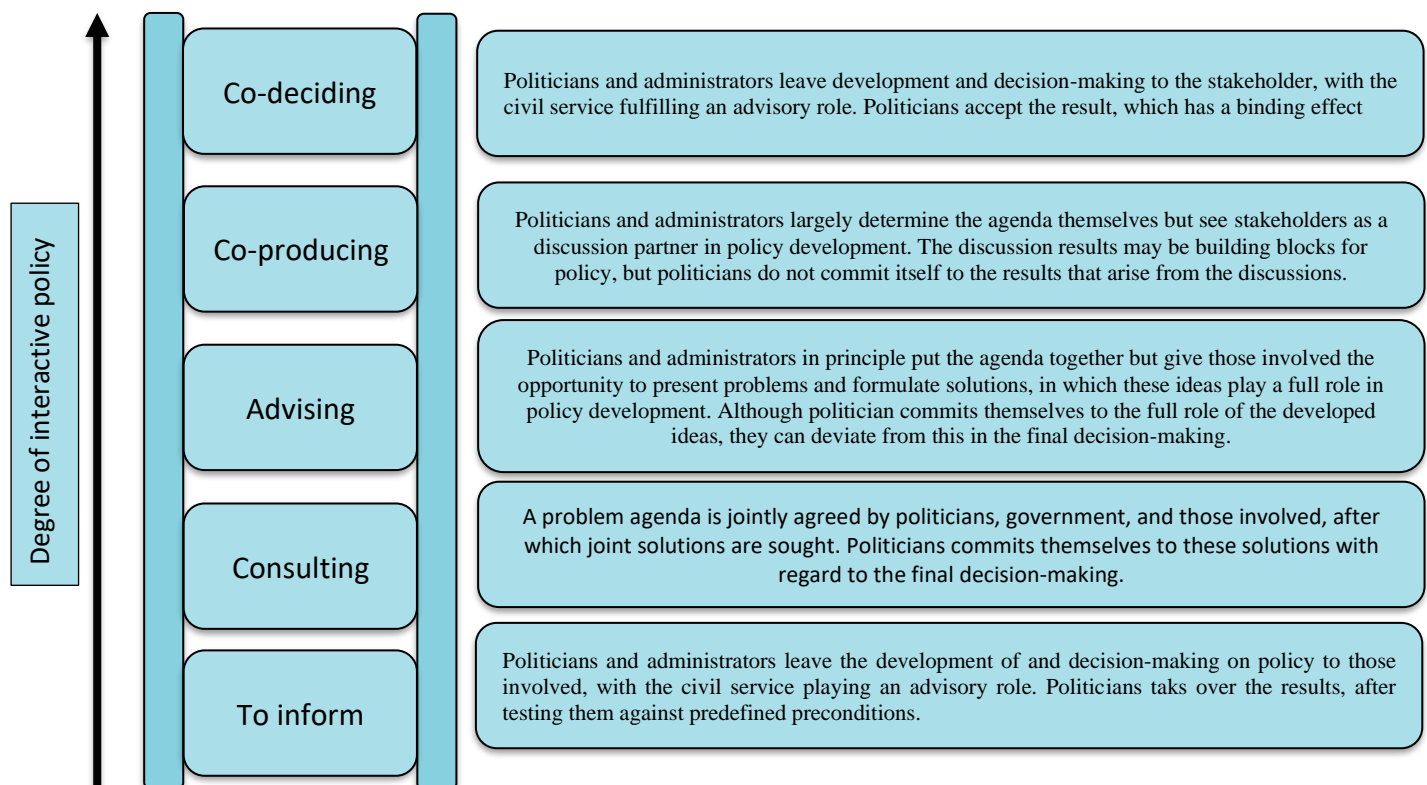 Degree of interactive policy
Co-deciding
Politicians and administrators leave development and decision-making to the stakeholder, with the
civil service fulfilling an advisory role. Politicians accept the result, which has a binding effect
Co-producing
Politicians and administrators largely determine the agenda themselves but see stakeholders as a
discussion partner in policy development. The discussion results may be building blocks for
policy, but politicians do not commit itself to the results that arise from the discussions.
Advising
Politicians and administrators in principle put the agenda together but give those involved the
opportunity to present problems and formulate solutions, in which these ideas play a full role in
policy development. Although politician commits themselves to the full role of the developed
ideas, they can deviate from this in the final decision-making.
Consulting
A problem agenda is jointly agreed by politicians, government, and those involved, after
which joint solutions are sought. Politicians commits themselves to these solutions with
regard to the final decision-making.
To inform
Politicians and administrators leave the development of and decision-making on policy to those
involved, with the civil service playing an advisory role. Politicians taks over the results, after
testing them against predefined preconditions.